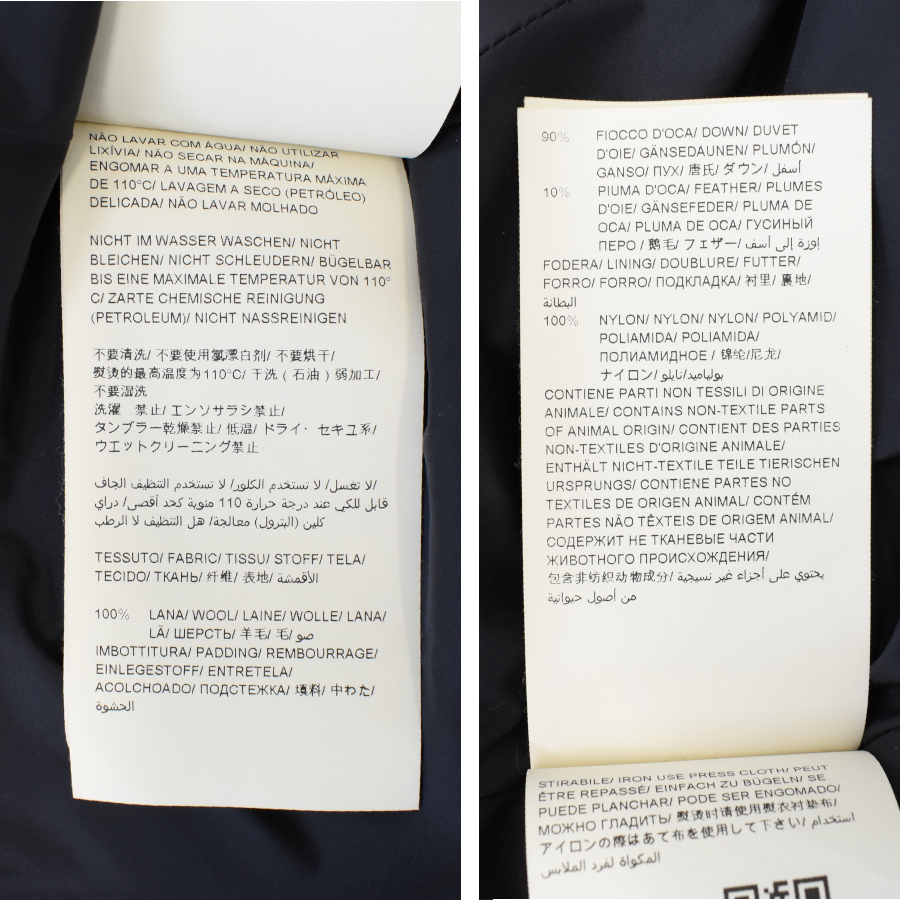 NÃO LAVAR COM ÁGUA/ NÃO UTILIZAR
LIXÍVIA/ NÃO SECAR NA MÁQUINA/
ENGOMAR A UMA TEMPERATURA MÁXIMA
DE 110°C/ LAVAGEM A SECO (PETRÓLEO)
DELICADA/ NÃO LAVAR MOLHADO
NICHT IM WASSER WASCHEN/ NICHT
BLEICHEN/ NICHT SCHLEUDERN/ BÜGELBAR
BIS EINE MAXIMALE TEMPERATUR VON 110°
C/ ZARTE CHEMISCHE REINIGUNG
(PETROLEUM)/ NICHT NASSREINIGEN
不要清洗/ 不要使用氯漂白剂/ 不要烘干/
熨烫的最高温度为110°C/ 干洗 ( 石油 ) 弱加工/
不要湿洗
洗濯 禁止/ エンソサラシ禁止/
タンブラー乾燥禁止/ 低温/ ドライ・ セキユ系/
ウエットクリーニング禁止
/لا تغسل/ لا تستخدم الكلور/ لا تستخدم التنظيف الجاف
قابل للكي عند درجة حرارة 110 مئوية كحد أقصى/ دراي
كلين (البترول) معالجة/ هل التنظيف لا الرطب
TESSUTO/ FABRIC/ TISSU/ STOFF/ TELA/
TECIDO/ ТКАНЬ/ 纤维/ 表地/ الأقمشة
100% LANA/ WOOL/ LAINE/ WOLLE/ LANA/
LÃ/ ШЕРСТЬ/ 羊毛/ 毛/ صو
IMBOTTITURA/ PADDING/ REMBOURRAGE/
EINLEGESTOFF/ ENTRETELA/
ACOLCHOADO/ ПОДСТЕЖКА/ 填料/ 中わた/
الحشوة
90% FIOCCO D'OCA/ DOWN/ DUVET
D'OIE/ GÄNSEDAUNEN/ PLUMÓN/
GANSO/ ПУХ/ 唐氏/ ダウン/ أسفل
10% PIUMA D'OCA/ FEATHER/ PLUMES
D'OIE/ GÄNSEFEDER/ PLUMA DE
OCA/ PLUMA DE OCA/ ГУСИНЫЙ
ПЕРО / 鹅毛/ フェザー/ إوزة إلى أسف
FODERA/ LINING/ DOUBLURE/ FUTTER/
FORRO/ FORRO/ ПОДКЛАДКА/ 衬里/ 裏地/
البطانة
100% NYLON/ NYLON/ NYLON/ POLYAMID/
POLIAMIDA/ POLIAMIDA/
ПОЛИАМИДНОЕ / 锦纶/尼龙/
ナイロン/ بولياميد/نايلو
CONTIENE PARTI NON TESSILI DI ORIGINE
ANIMALE/ CONTAINS NON-TEXTILE PARTS
OF ANIMAL ORIGIN/ CONTIENT DES PARTIES
NON-TEXTILES D'ORIGINE ANIMALE/
ENTHÄLT NICHT-TEXTILE TEILE TIERISCHEN
URSPRUNGS/ CONTIENE PARTES NO
TEXTILES DE ORIGEN ANIMAL/ CONTÉM
PARTES NÃO TÊXTEIS DE ORIGEM ANIMAL/
СОДЕРЖИТ НЕ ТКАНЕВЫЕ ЧАСТИ
ЖИВОТНОГО ПРОИСХОЖДЕНИЯ/
包含非纺织动物成分/ يحتوي على أجزاء غير نسيجية
من أصول حيوانية
STIRABILE/ IRON USE PRESS CLOTH/ PEUT
ÊTRE REPASSÉ/ EINFACH ZU BÜGELN/ SE
PUEDE PLANCHAR/ PODE SER ENGOMADO/
МОЖНО ГЛАДИТЬ/ 熨烫时请使用熨衣衬垫布/
アイロンの際はあて布を使用して下さい/ استخدام
المكواة لفرد الملابس